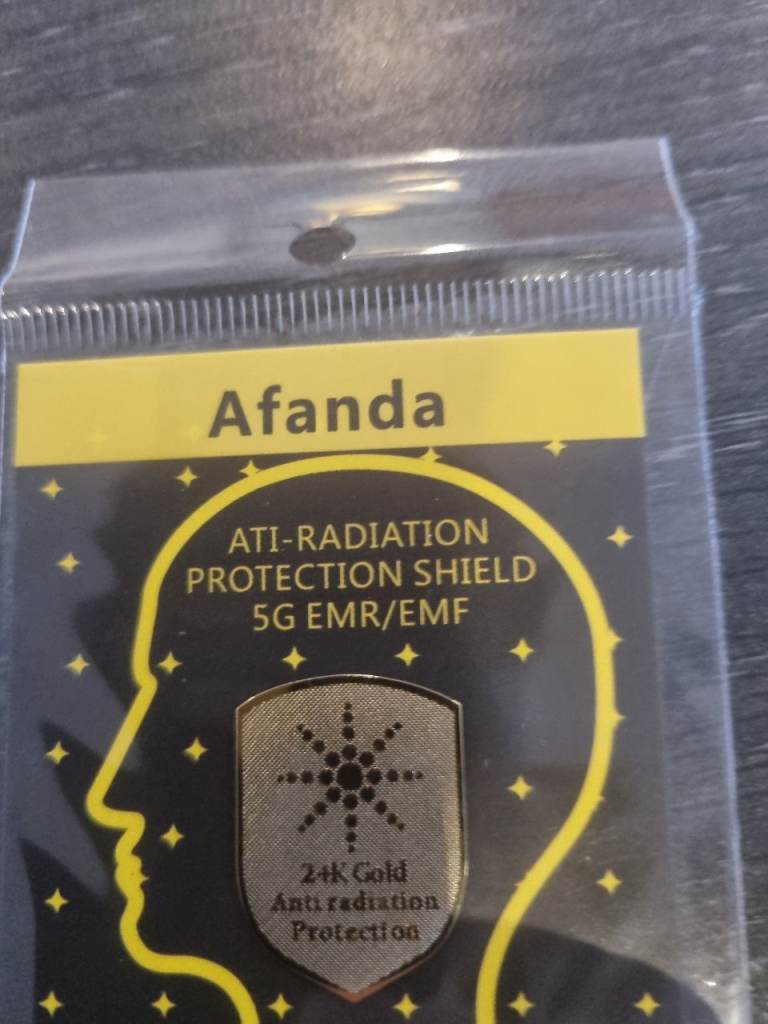 Afanda
ATI-RADIATION
PROTECTION SHIELD
5G EMR/EMF
24K Gold
Anti radiation
Protection